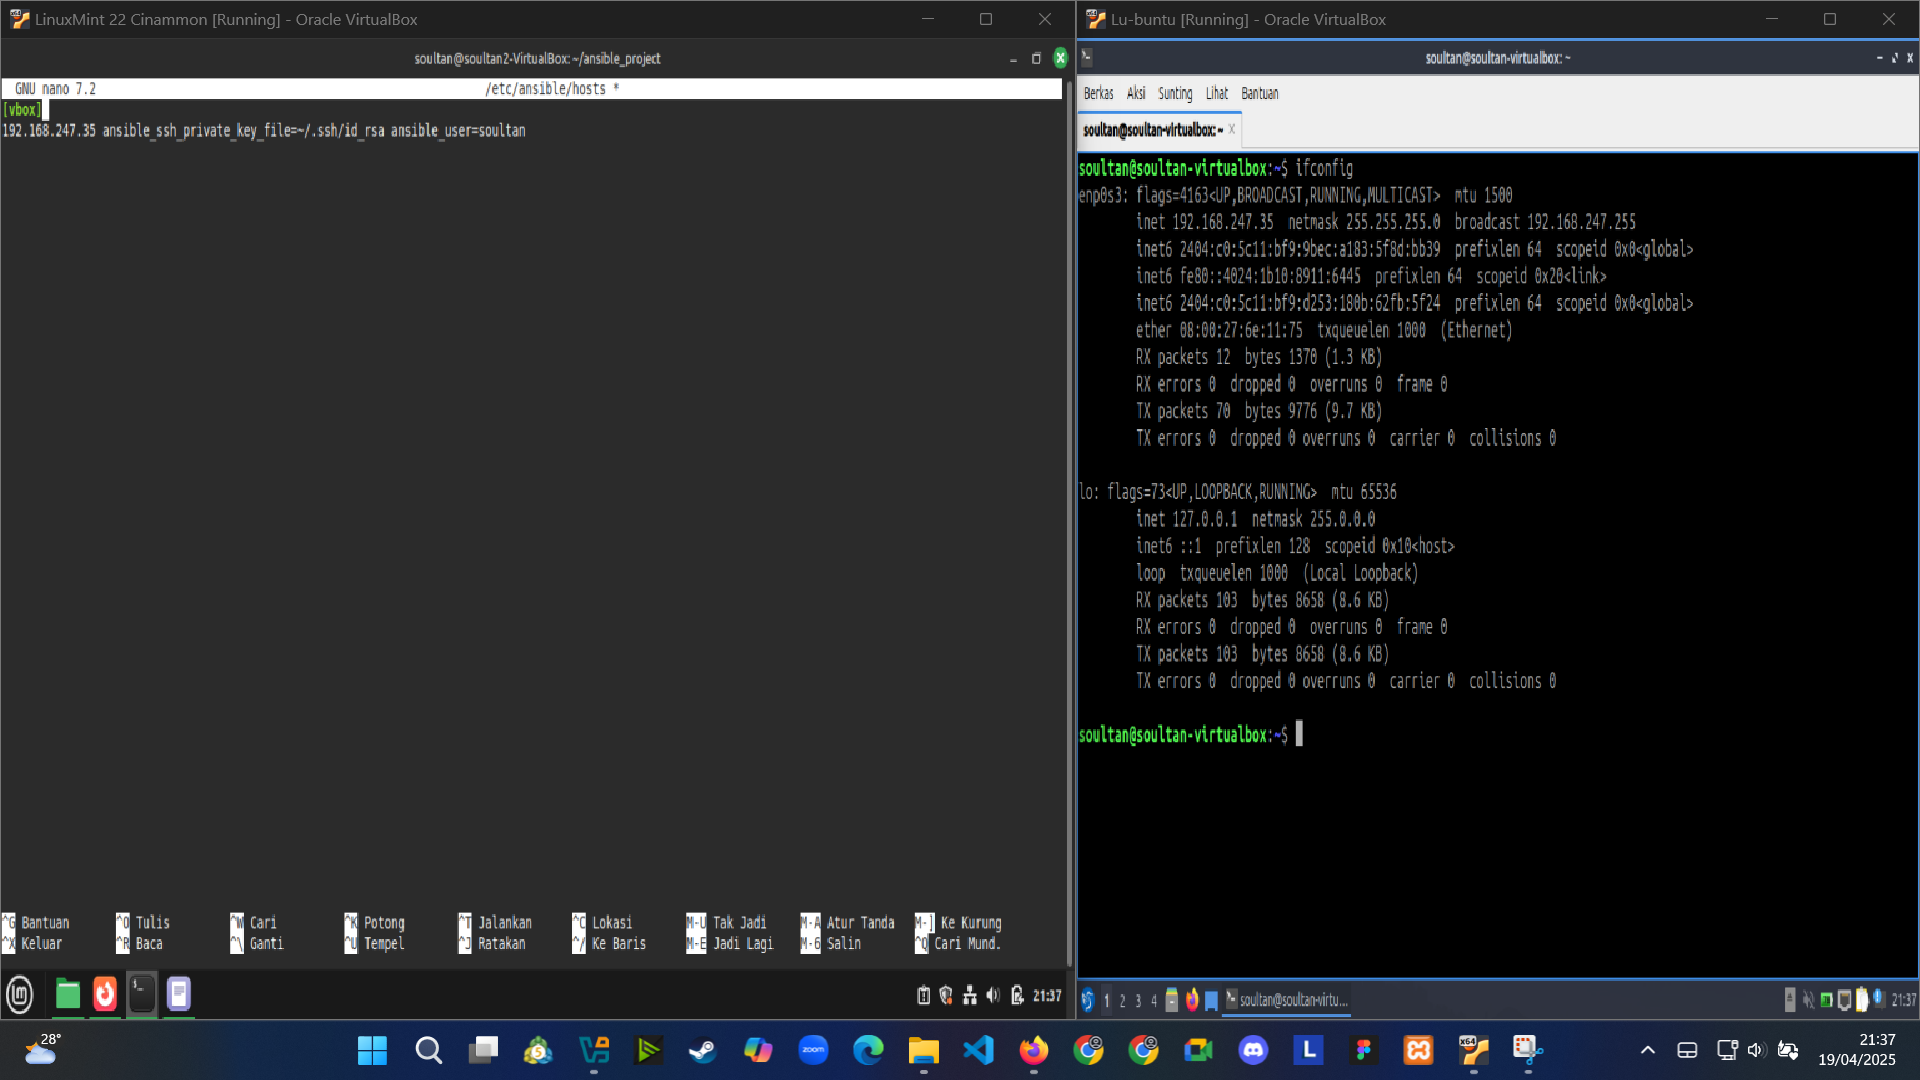 LinuxMint 22 Cinammon [Running] - Oracle VirtualBox
soultan@soultan2-VirtualBox: ~/ansible_project
GNU nano 7.2 /etc/ansible/hosts *
[vbox]
192.168.247.35 ansible_ssh_private_key_file=~/.ssh/id_rsa ansible_user=soultan
^G Bantuan ^O Tulis ^W Cari ^K Potong ^T Jalankan ^C Lokasi M-U Tak Jadi M-A Atur Tanda M-] Ke Kurung
^X Keluar ^R Baca ^\ Ganti ^U Tempel ^J Ratakan ^/ Ke Baris M-E Jadi Lagi M-6 Salin ^Q Cari Mund.
21:37
Lu-buntu [Running] - Oracle VirtualBox
soultan@soultan-virtualbox: ~
Berkas Aksi Sunting Lihat Bantuan
soultan@soultan-virtualbox: ~
soultan@soultan-virtualbox:~$ ifconfig
enp0s3: flags=4163<UP,BROADCAST,RUNNING,MULTICAST> mtu 1500
inet 192.168.247.35 netmask 255.255.255.0 broadcast 192.168.247.255
inet6 2404:c0:5c11:bf9:9bec:a183:5f8d:bb39 prefixlen 64 scopeid 0x0<global>
inet6 fe80::4024:1b10:8911:6445 prefixlen 64 scopeid 0x20<link>
inet6 2404:c0:5c11:bf9:d253:180b:62fb:5f24 prefixlen 64 scopeid 0x0<global>
ether 08:00:27:6e:11:75 txqueuelen 1000 (Ethernet)
RX packets 12 bytes 1370 (1.3 KB)
RX errors 0 dropped 0 overruns 0 frame 0
TX packets 70 bytes 9776 (9.7 KB)
TX errors 0 dropped 0 overruns 0 carrier 0 collisions 0
lo: flags=73<UP,LOOPBACK,RUNNING> mtu 65536
inet 127.0.0.1 netmask 255.0.0.0
inet6 ::1 prefixlen 128 scopeid 0x10<host>
loop txqueuelen 1000 (Local Loopback)
RX packets 103 bytes 8658 (8.6 KB)
RX errors 0 dropped 0 overruns 0 frame 0
TX packets 103 bytes 8658 (8.6 KB)
TX errors 0 dropped 0 overruns 0 carrier 0 collisions 0
soultan@soultan-virtualbox:~$
1 2 3 4 soultan@soultan-virtu... 21:37
28°
zoom
L
x64
21:37
19/04/2025